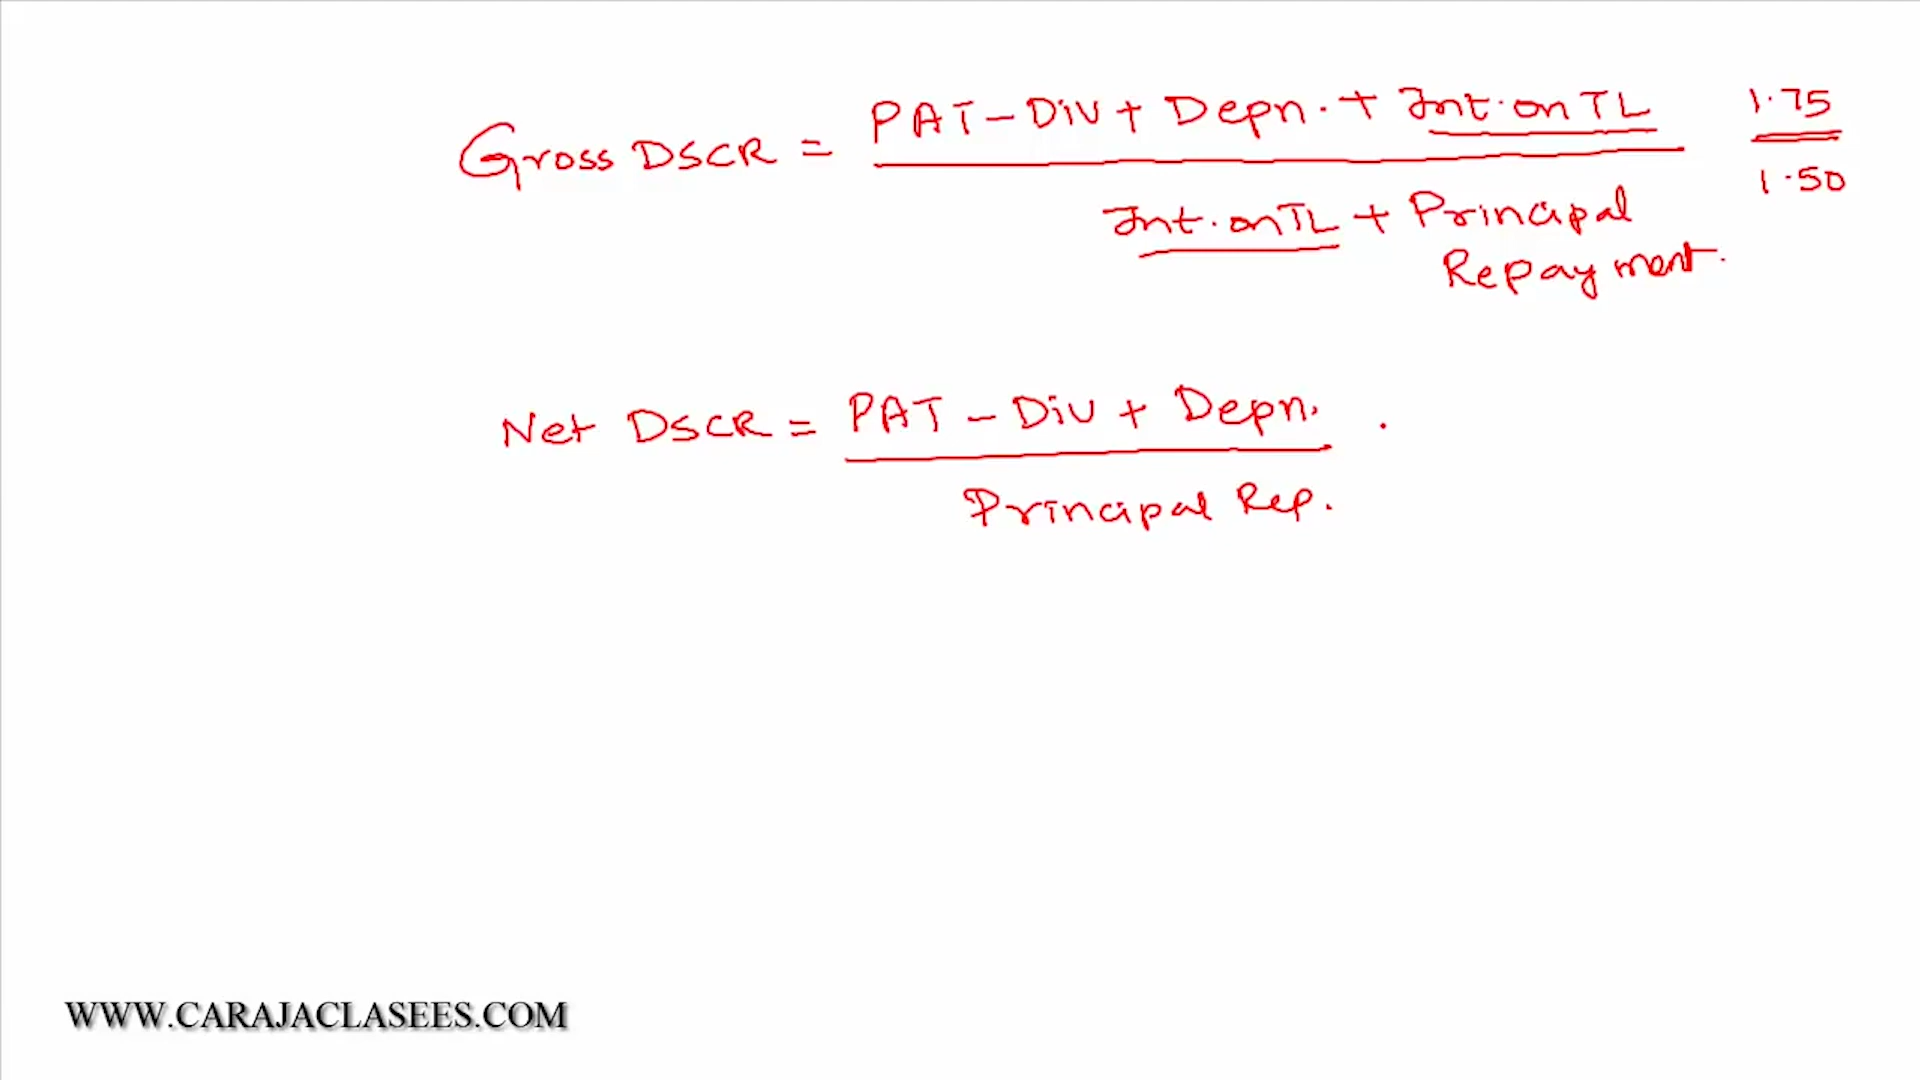 Gross DSCR = PAT - Div + Depn. + Int. on TL 1.75
Int. on TL + Principal 1.50
Repayment.
Net DSCR = PAT - Div + Depn. .
Principal Rep.
WWW.CARAJACLASEES.COM